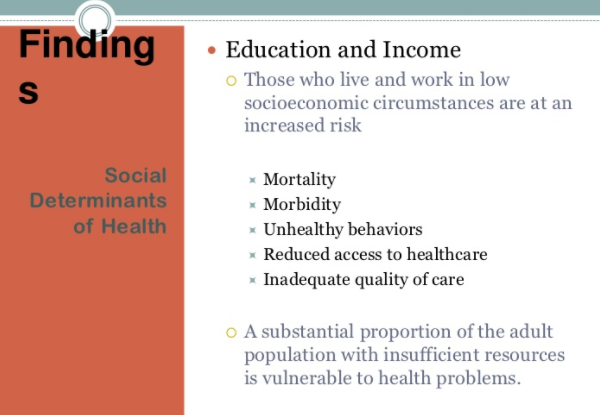 Finding
s
Social
Determinants
of Health
Education and Income
Those who live and work in low
socioeconomic circumstances are at an
increased risk
Mortality
Morbidity
Unhealthy behaviors
Reduced access to healthcare
Inadequate quality of care
A substantial proportion of the adult
population with insufficient resources
is vulnerable to health problems.